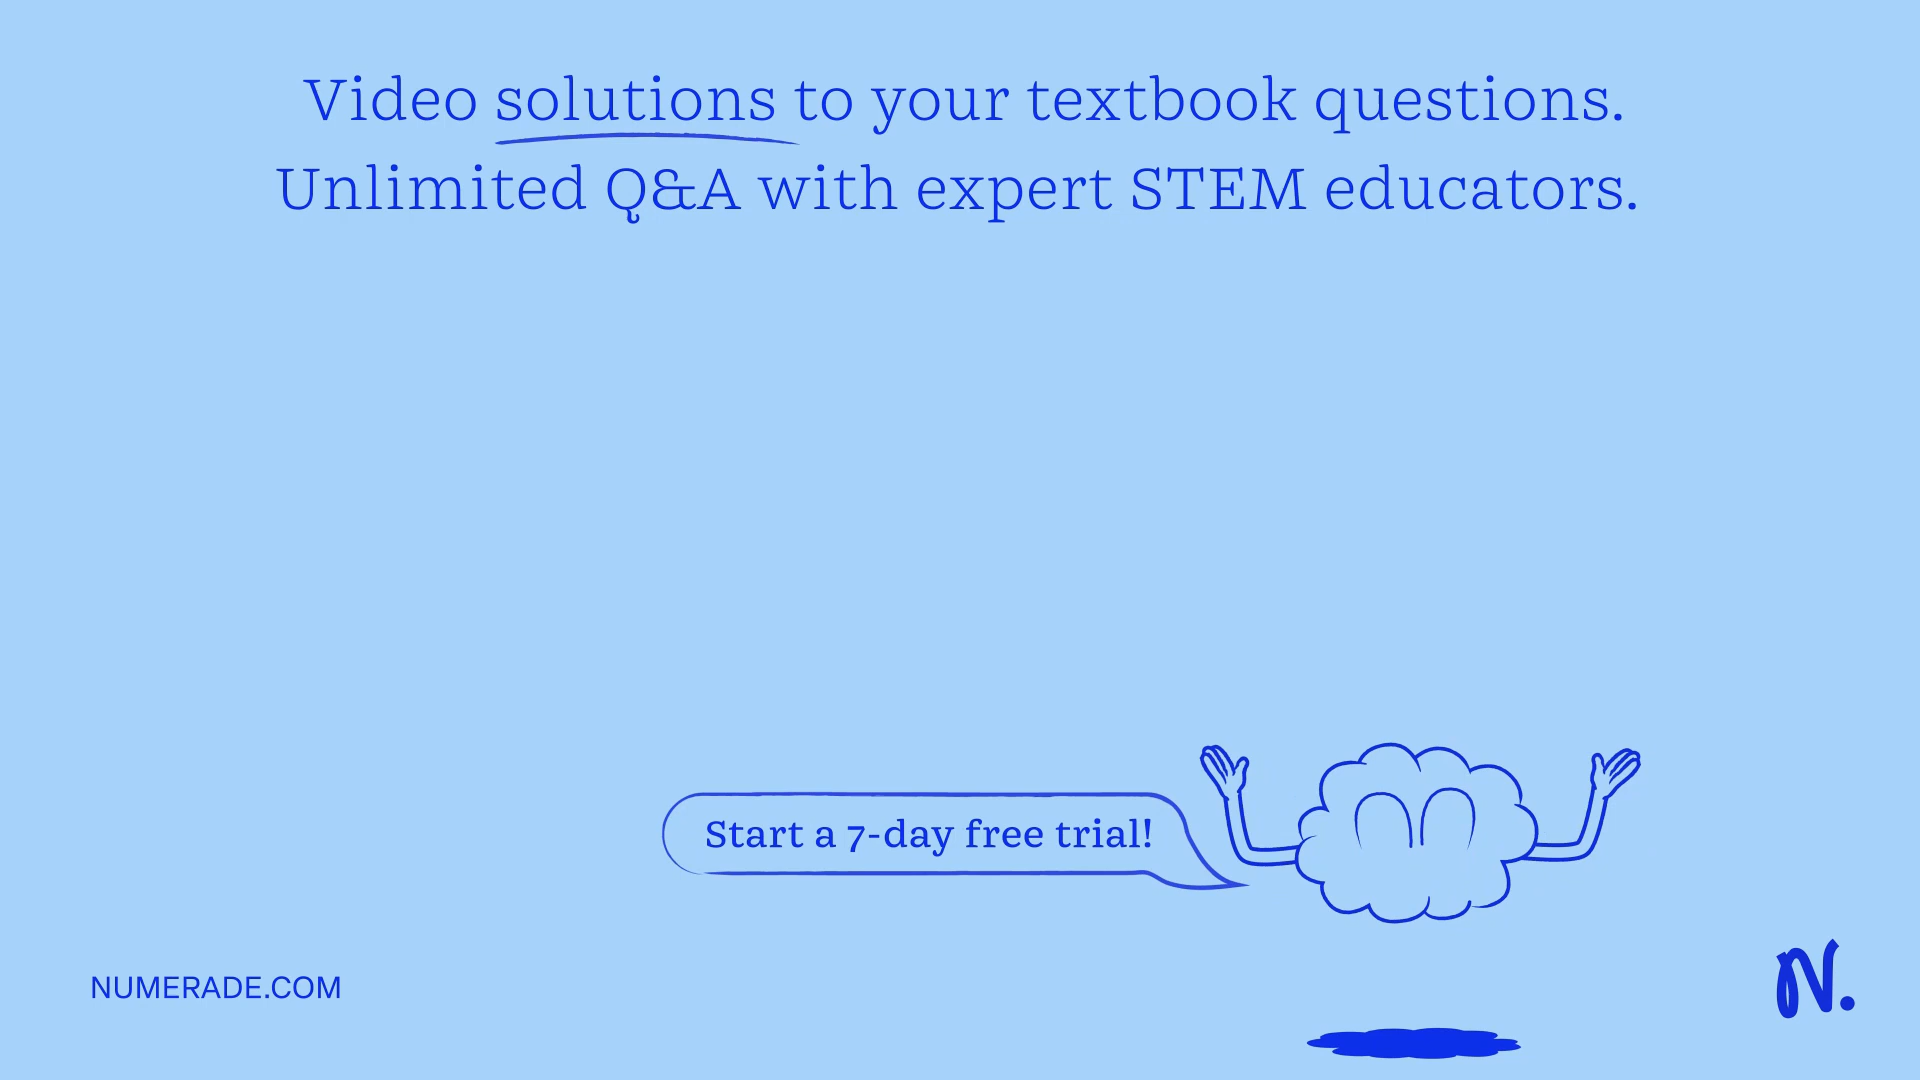 Video solutions to your textbook questions.
Unlimited Q&A with expert STEM educators.
Start a 7-day free trial!
NUMERADE.COM
N.